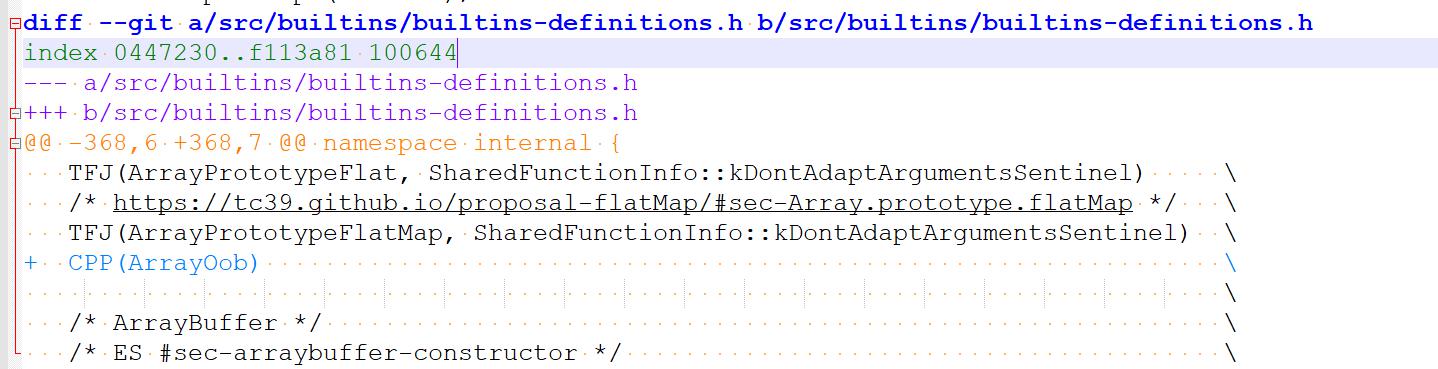 diff --git a/src/builtins/builtins-definitions.h b/src/builtins/builtins-definitions.h
index 0447230..f113a81 100644
--- a/src/builtins/builtins-definitions.h
+++ b/src/builtins/builtins-definitions.h
@@ -368,6 +368,7 @@ namespace internal {
   TFJ(ArrayPrototypeFlat, SharedFunctionInfo::kDontAdaptArgumentsSentinel)     \
   /* https://tc39.github.io/proposal-flatMap/#sec-Array.prototype.flatMap */   \
   TFJ(ArrayPrototypeFlatMap, SharedFunctionInfo::kDontAdaptArgumentsSentinel)  \
+  CPP(ArrayOob)                                                                \
                                                                                \
   /* ArrayBuffer */                                                            \
   /* ES #sec-arraybuffer-constructor */                                        \